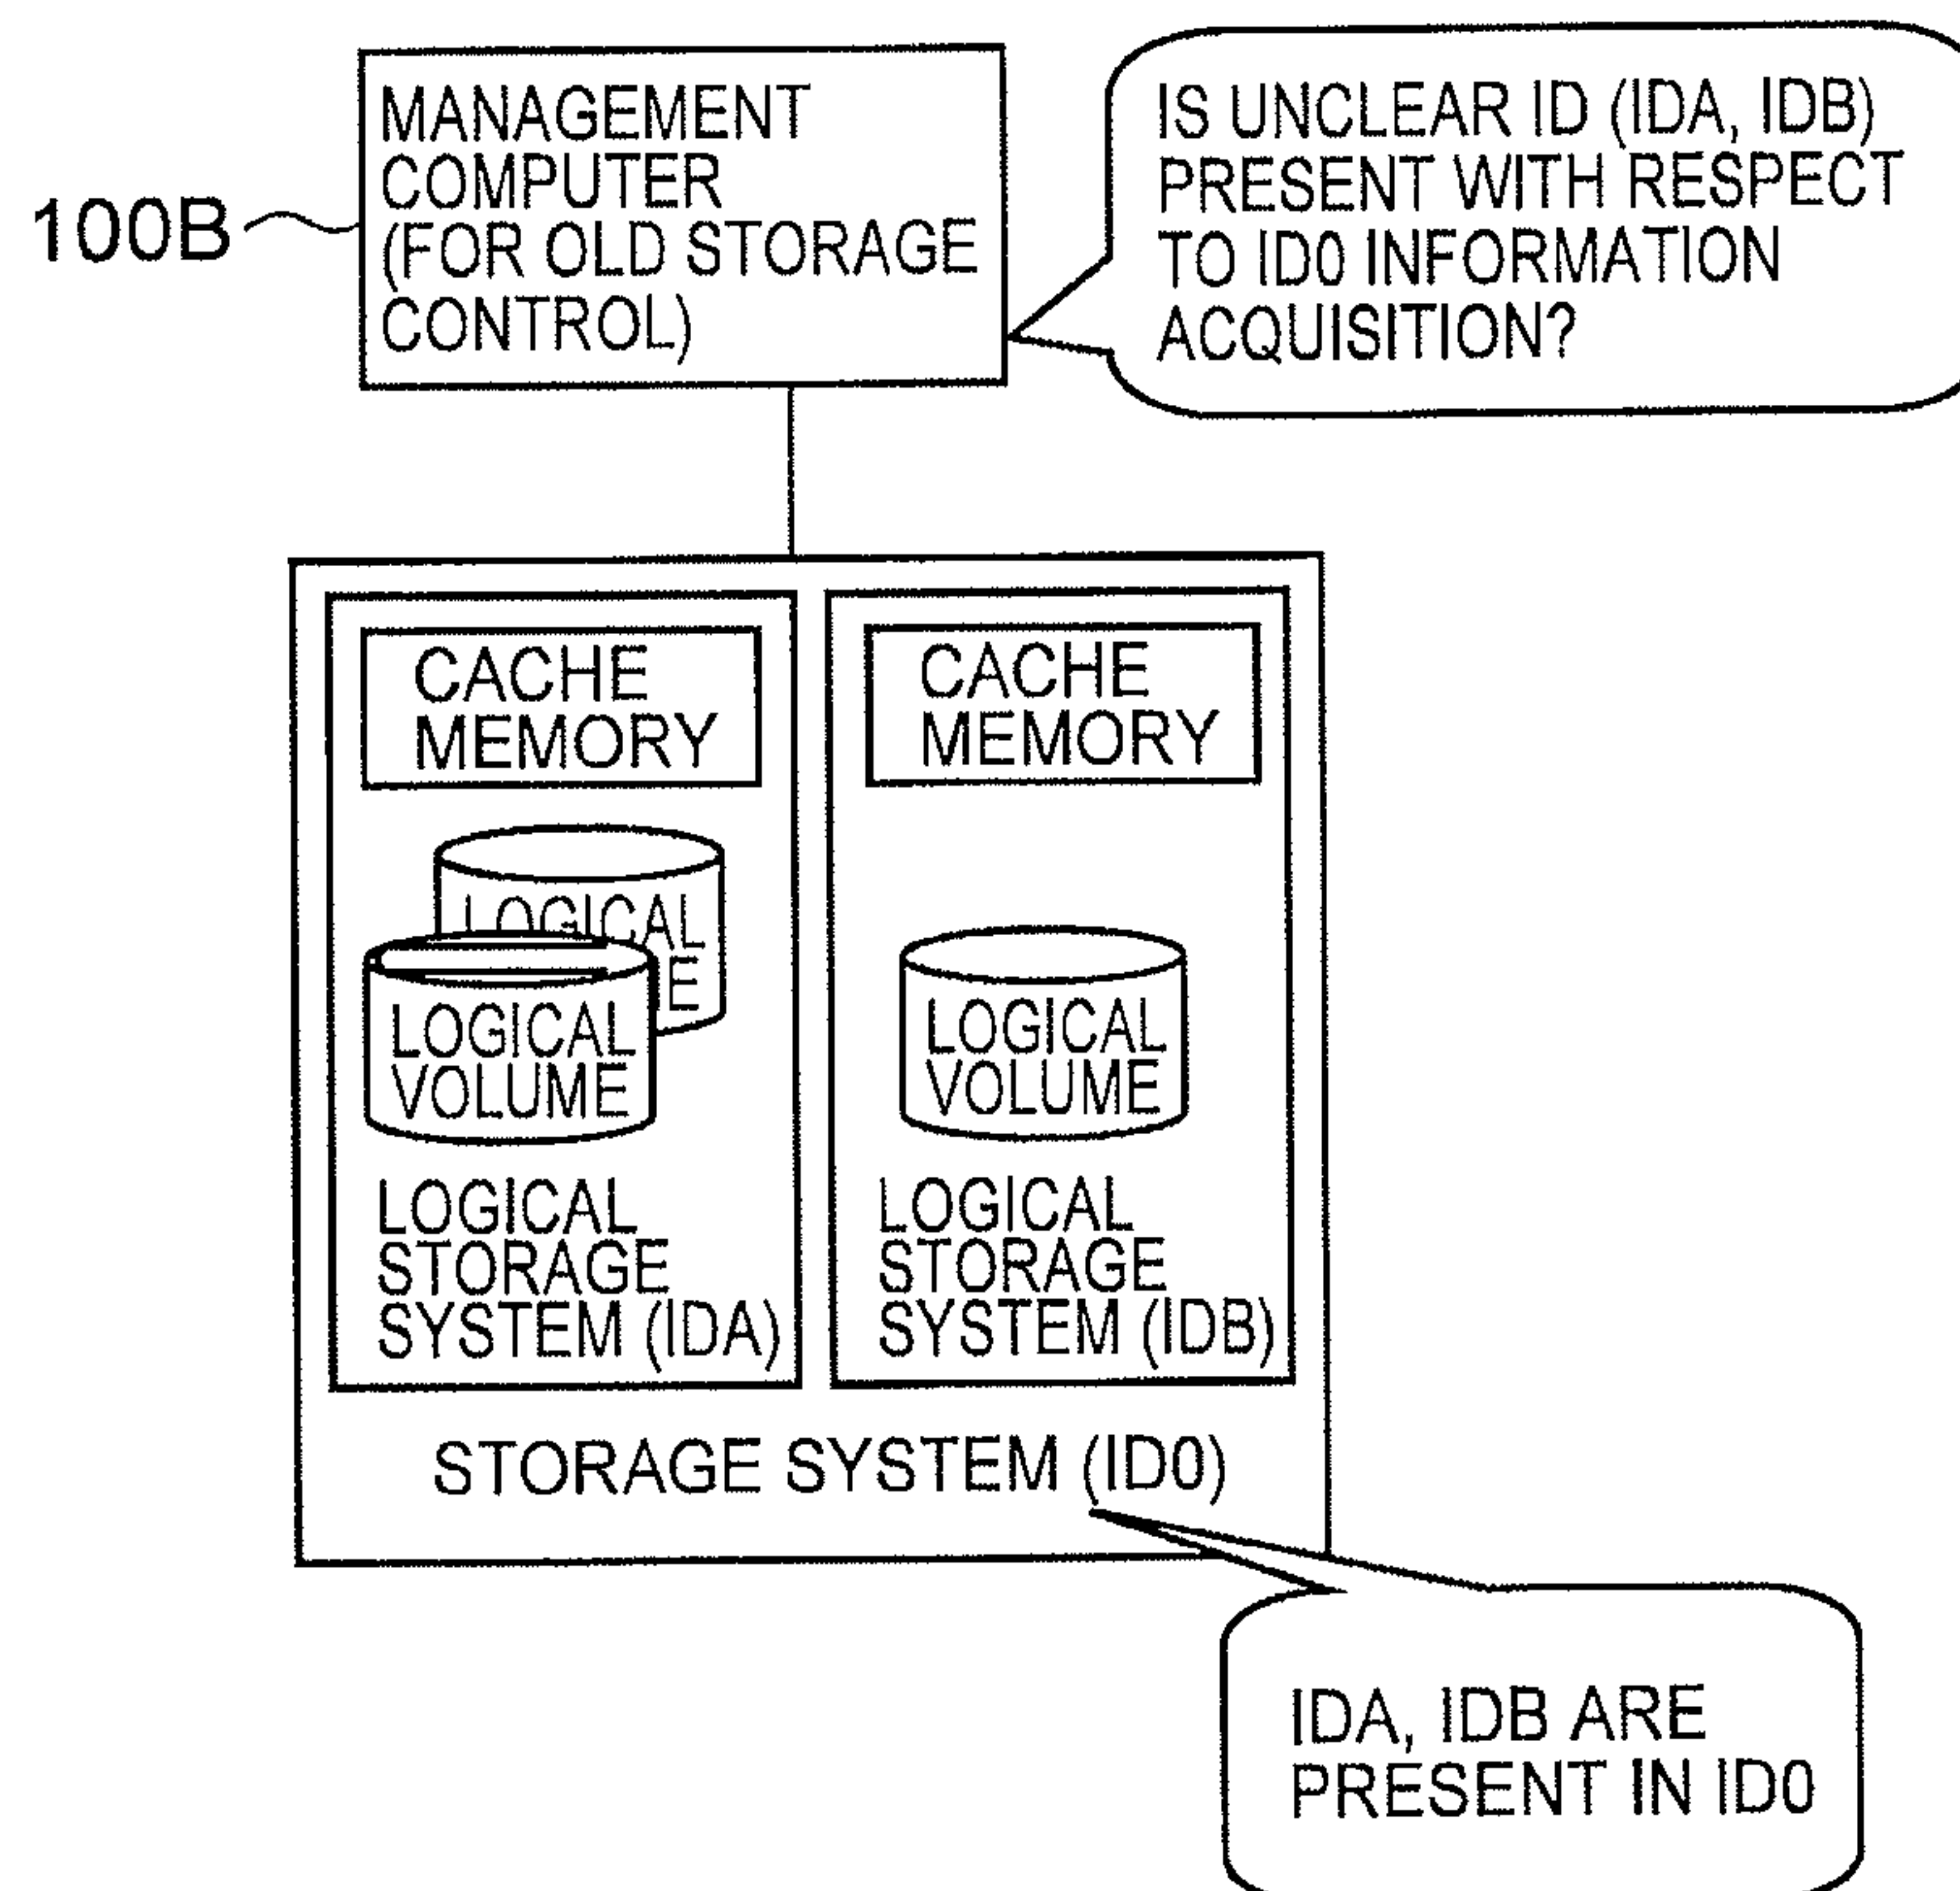 MANAGEMENT
COMPUTER
(FOR OLD STORAGE
CONTROL)
100B
IS UNCLEAR ID (IDA, IDB)
PRESENT WITH RESPECT
TO ID0 INFORMATION
ACQUISITION?
CACHE
MEMORY
LOGICAL
LOGICAL
VOLUME
LOGICAL
STORAGE
SYSTEM (IDA)
CACHE
MEMORY
LOGICAL
VOLUME
LOGICAL
STORAGE
SYSTEM (IDB)
STORAGE SYSTEM (ID0)
IDA, IDB ARE
PRESENT IN ID0